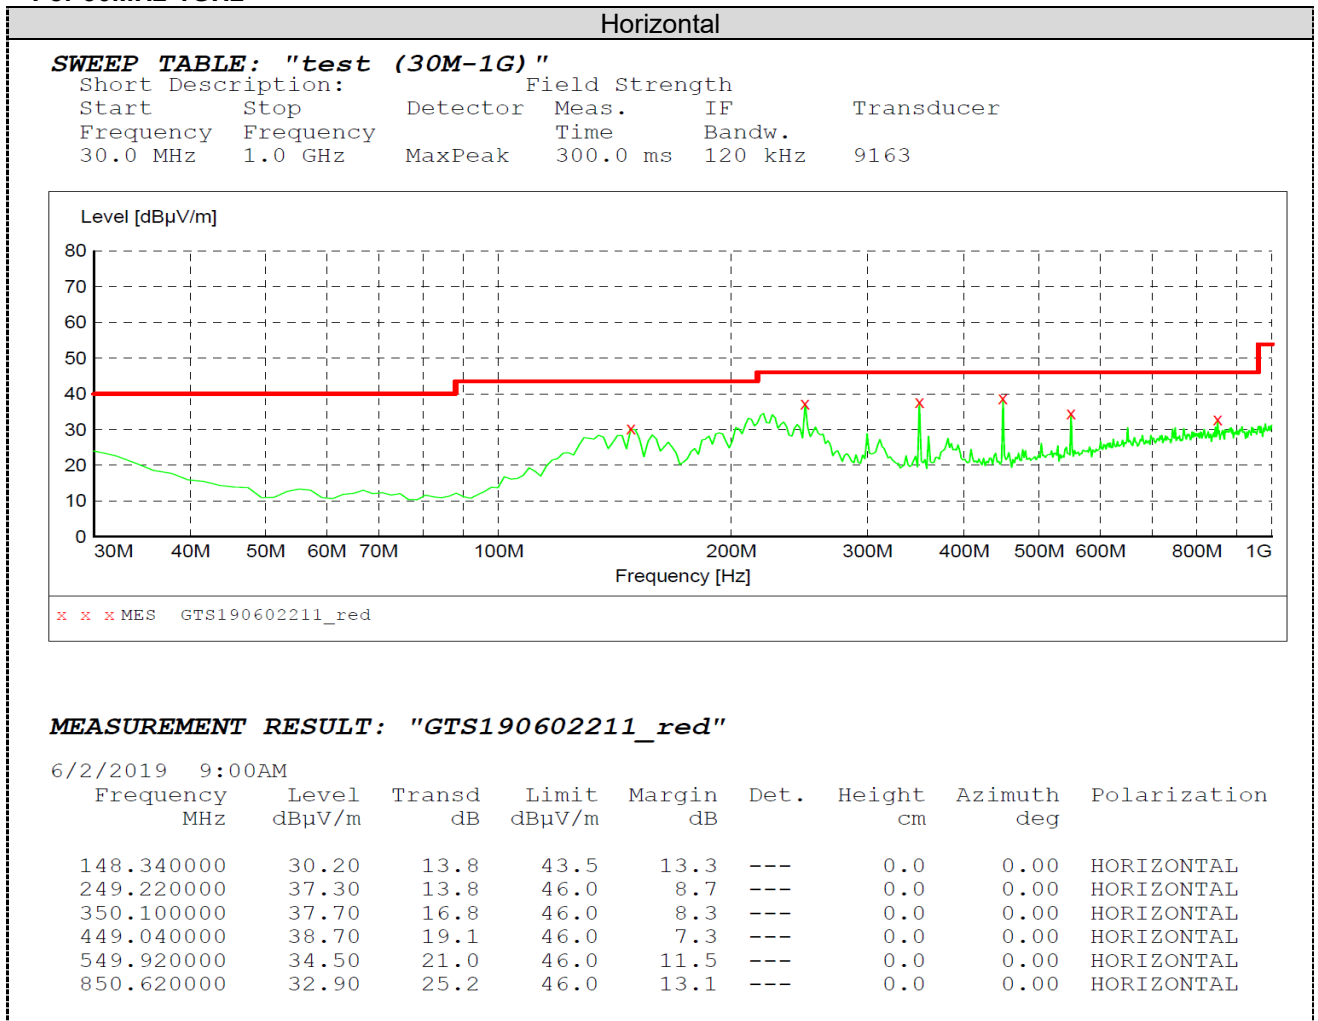 Horizontal
SWEEP TABLE: "test (30M-1G)"
Short Description: Field Strength
Start Stop Detector Meas. IF Transducer
Frequency Frequency Time Bandw.
30.0 MHz 1.0 GHz MaxPeak 300.0 ms 120 kHz 9163
Level [dBµV/m]
80
70
60
50
40
30
20
10
0
30M 40M 50M 60M 70M 100M 200M 300M 400M 500M 600M 800M 1G
Frequency [Hz]
x x x MES GTS190602211_red
MEASUREMENT RESULT: "GTS190602211_red"
6/2/2019 9:00AM
Frequency Level Transd Limit Margin Det. Height Azimuth Polarization
MHz dBµV/m dB dBµV/m dB cm deg
148.340000 30.20 13.8 43.5 13.3 --- 0.0 0.00 HORIZONTAL
249.220000 37.30 13.8 46.0 8.7 --- 0.0 0.00 HORIZONTAL
350.100000 37.70 16.8 46.0 8.3 --- 0.0 0.00 HORIZONTAL
449.040000 38.70 19.1 46.0 7.3 --- 0.0 0.00 HORIZONTAL
549.920000 34.50 21.0 46.0 11.5 --- 0.0 0.00 HORIZONTAL
850.620000 32.90 25.2 46.0 13.1 --- 0.0 0.00 HORIZONTAL